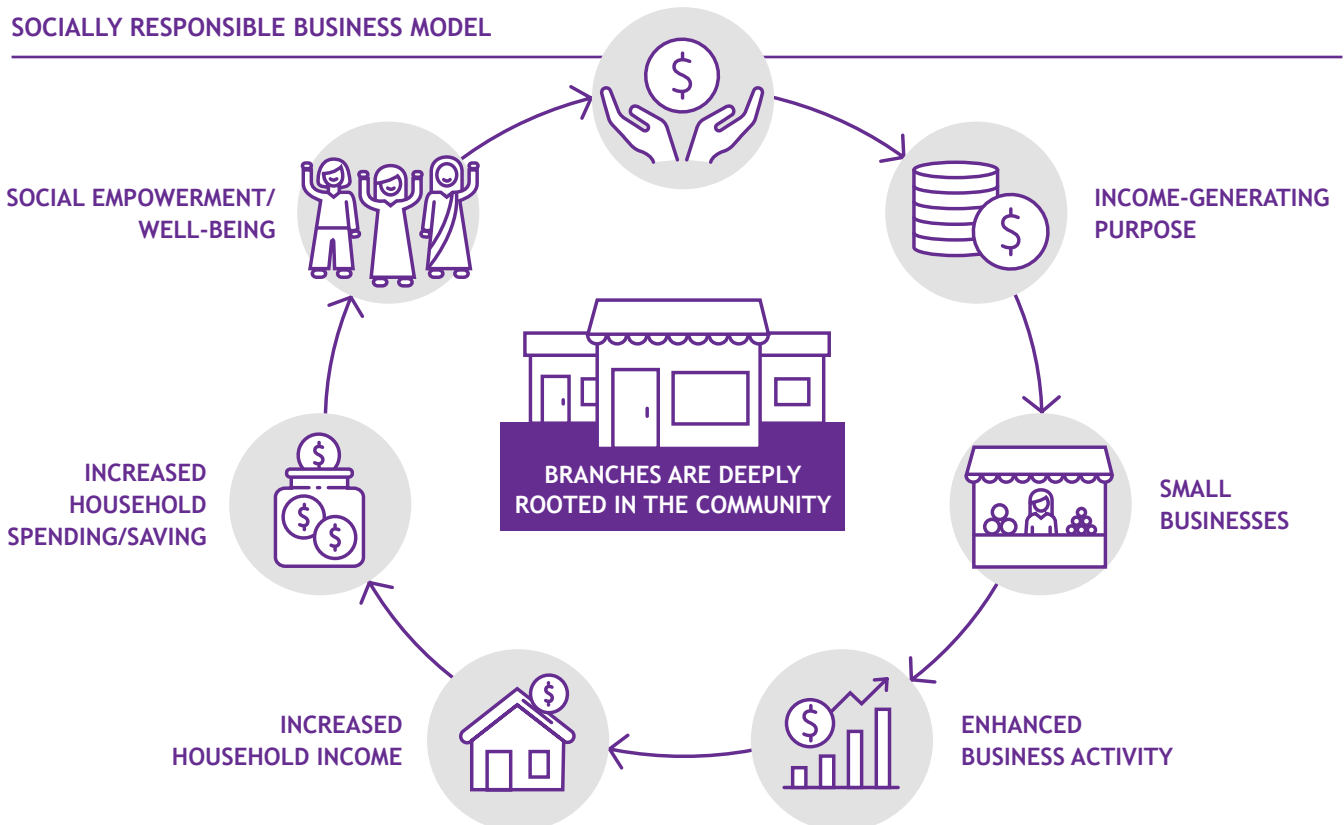 SOCIALLY RESPONSIBLE BUSINESS MODEL
$
$
INCOME-GENERATING
PURPOSE
SMALL
BUSINESSES
$
ENHANCED
BUSINESS ACTIVITY
$
INCREASED
HOUSEHOLD INCOME
$
$
$
INCREASED
HOUSEHOLD
SPENDING/SAVING
SOCIAL EMPOWERMENT/
WELL-BEING
BRANCHES ARE DEEPLY
ROOTED IN THE COMMUNITY